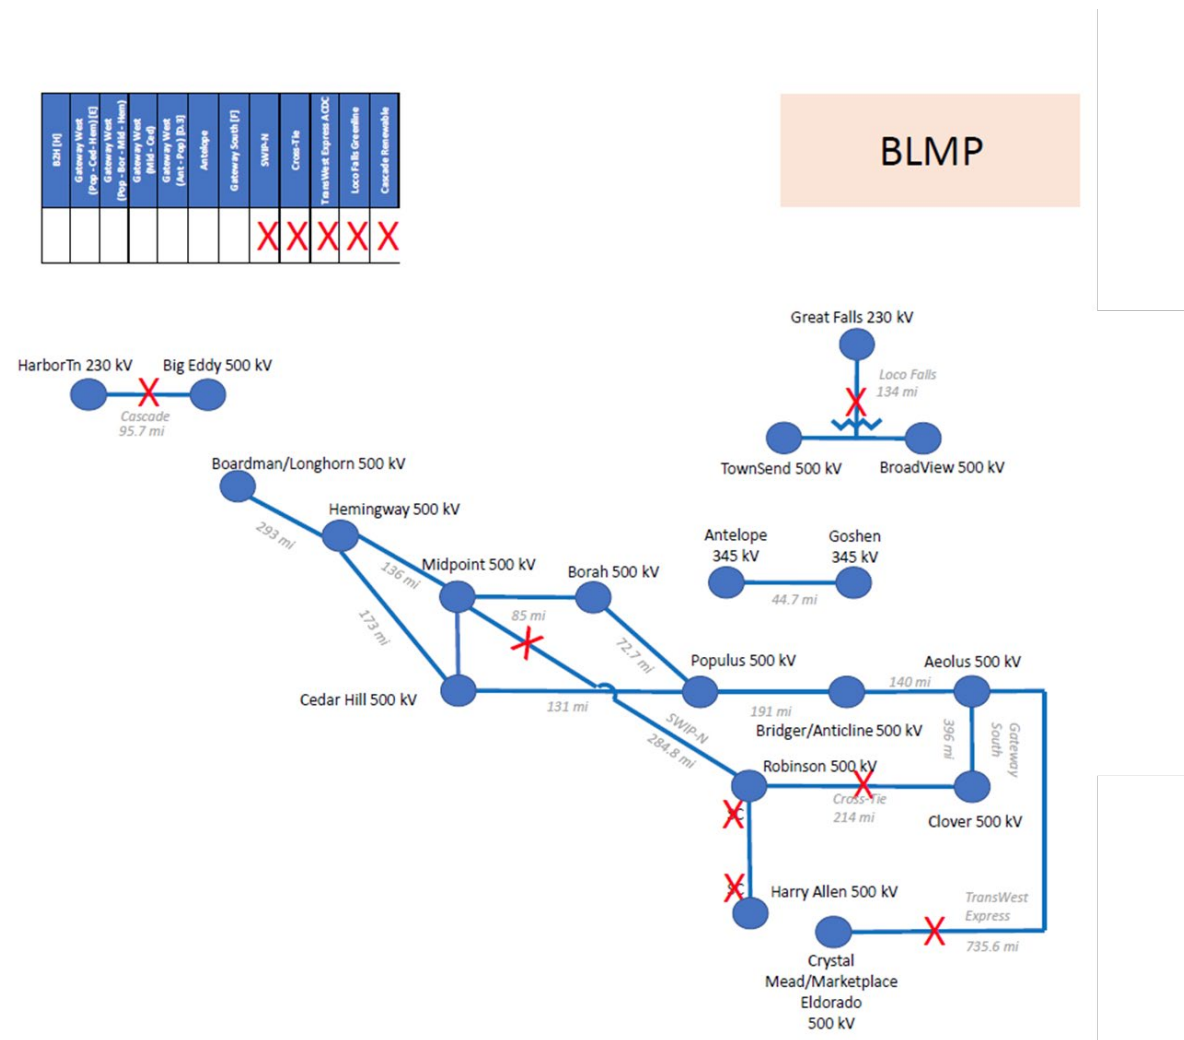 B2H [H]
Gateway West
(Pop - Ced - Hem) [E]
Gateway West
(Pop - Bor - Mid - Hem)
Gateway West
(Mid - Ced)
Gateway West
(Ant - Pop) [D.3]
Antelope
Gateway South [F]
SWIP-N
Cross-Tie
TransWest Express ACDC
Loco Falls Greenline
Cascade Renewable
X X X X X
BLMP
Great Falls 230 kV
Loco Falls
134 mi
TownSend 500 kV
BroadView 500 kV
HarborTn 230 kV
Big Eddy 500 kV
Cascade
95.7 mi
Boardman/Longhorn 500 kV
293 mi
Hemingway 500 kV
136 mi
173 mi
Midpoint 500 kV
Borah 500 kV
85 mi
72.7 mi
Antelope
345 kV
Goshen
345 kV
44.7 mi
Cedar Hill 500 kV
131 mi
Populus 500 kV
191 mi
Bridger/Anticline 500 kV
140 mi
Aeolus 500 kV
396 mi
Gateway
South
SWIP-N
284.8 mi
Robinson 500 kV
Cross-Tie
214 mi
Clover 500 kV
Harry Allen 500 kV
TransWest
Express
735.6 mi
Crystal
Mead/Marketplace
Eldorado
500 kV